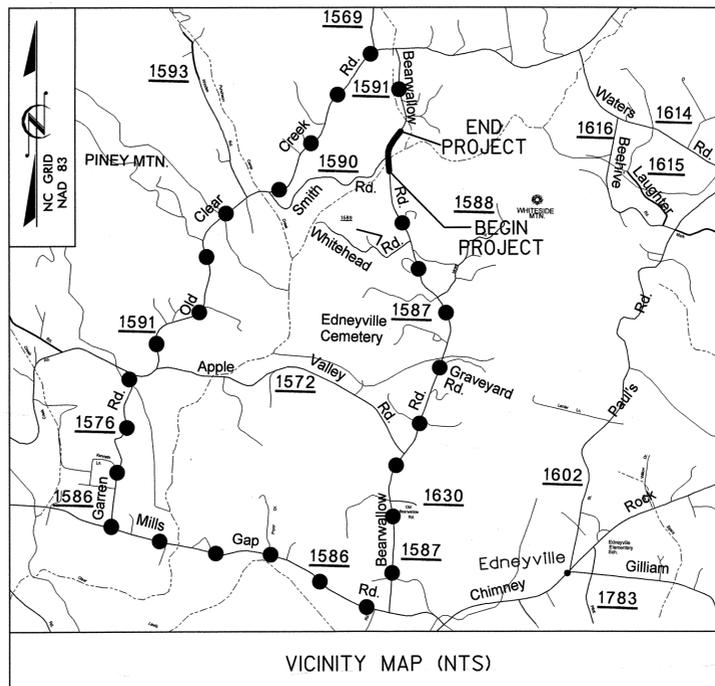 1569
1593
Rd.
Bearwallow
1591
NC GRID
NAD 83
PINEY MTN.
Creek
END
PROJECT
Waters
1614
1616
Beehive
Rd.
1615
Laughter
1590
Smith
Rd.
Clear
Rd.
1588
WHITESIDE
MTN.
BEGIN
PROJECT
Whitehead
Rd.
Old
1591
Edneyville
Cemetery
1587
Rd.
Paul's
Apple
Valley
1572
Rd.
Graveyard
Rd.
Rd.
1576
Garren
1586
Mills
Gap
1586
Rd.
Bearwallow
1630
1587
1602
Rock
Edneyville
Edneyville
Elementary
Sch.
Gilliam
Chimney
1783
VICINITY MAP (NTS)